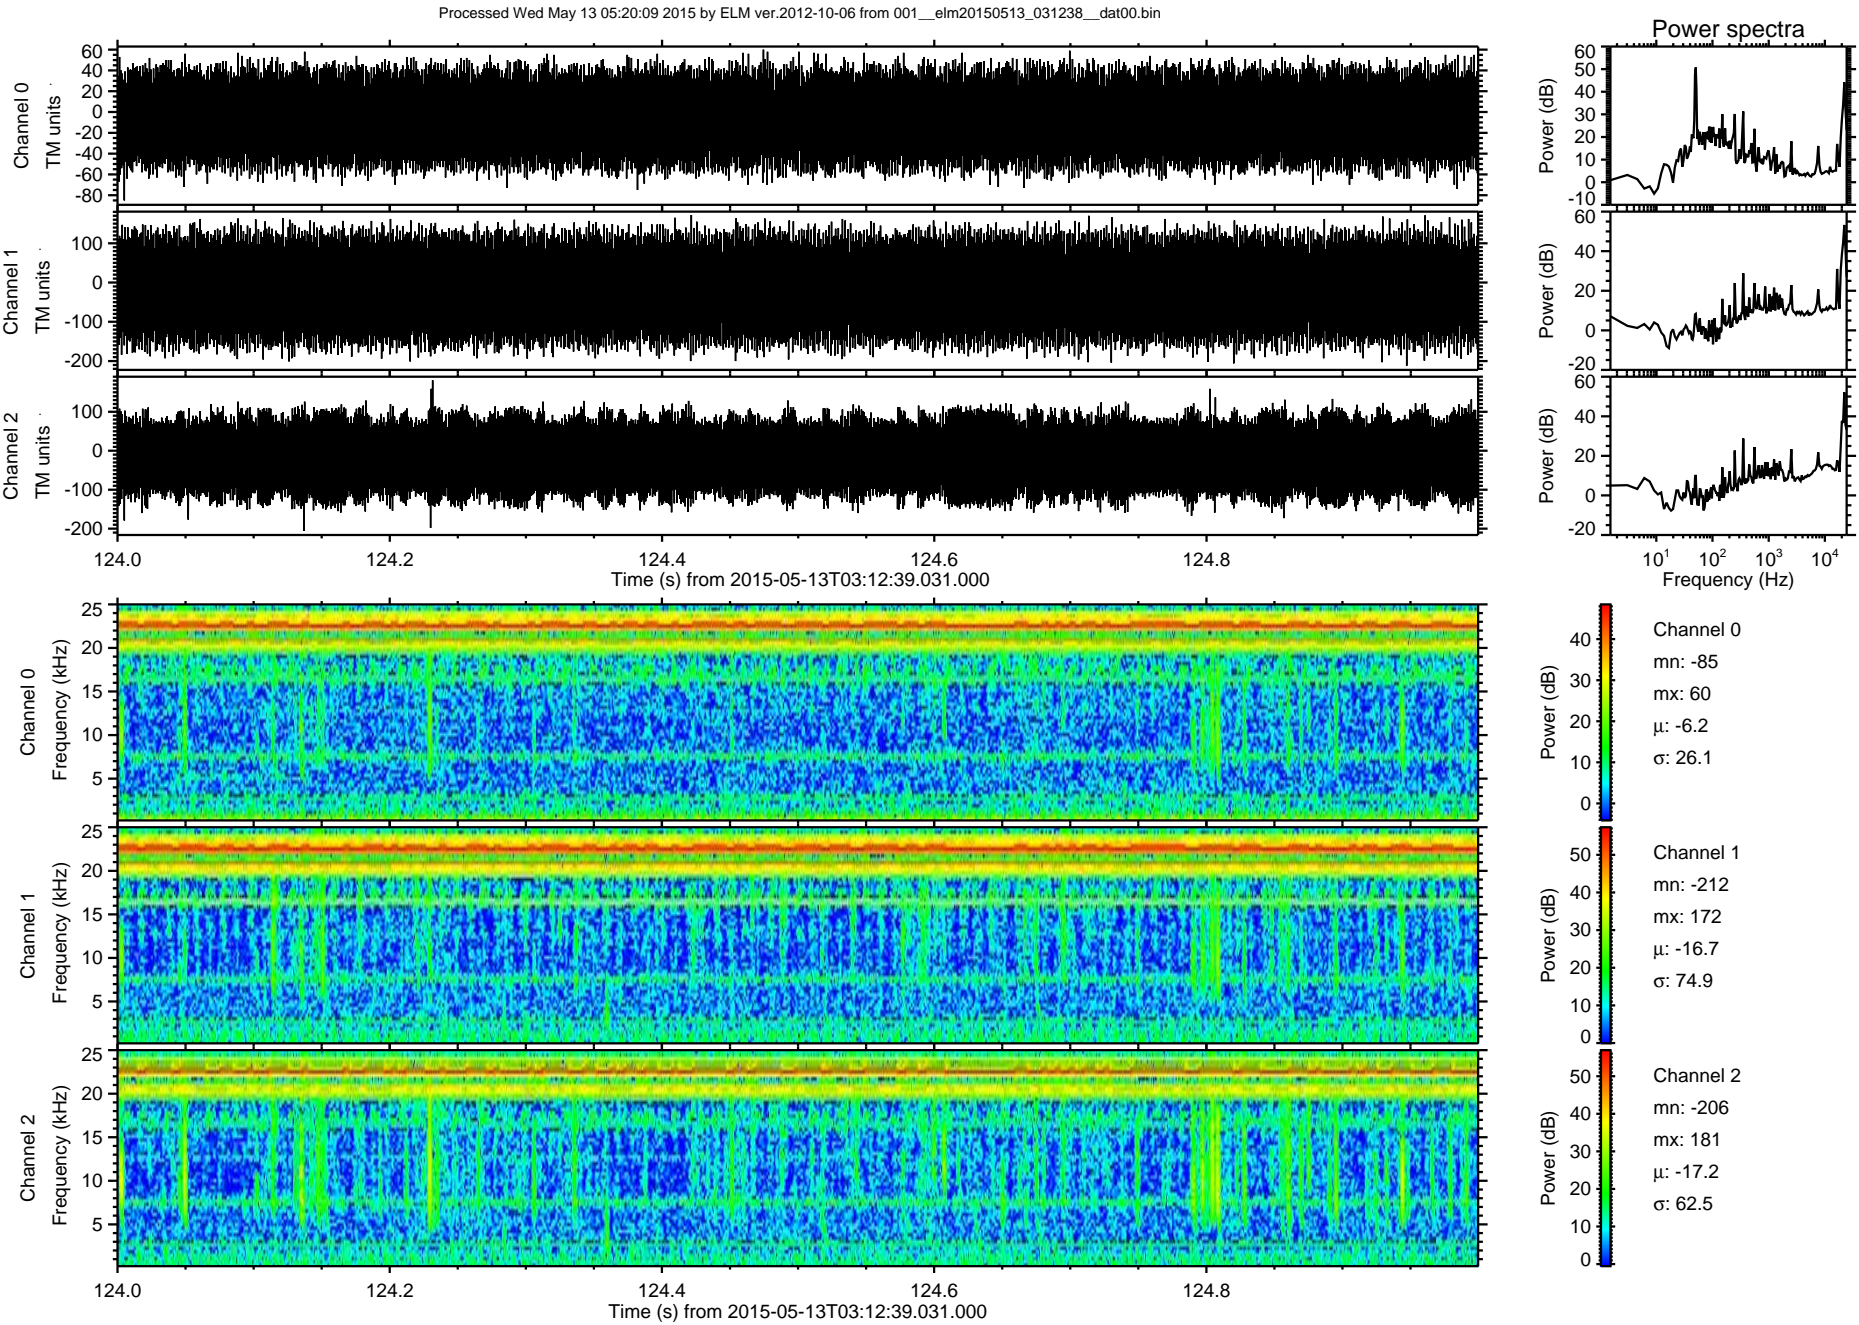 Processed Wed May 13 05:20:09 2015 by ELM ver.2012-10-06 from 001__elm20150513_031238__dat00.bin
Power spectra
Channel 0
TM units
60
40
20
0
-20
-40
-60
-80
Power (dB)
60
50
40
30
20
10
0
-10
Channel 1
TM units
100
0
-100
-200
Power (dB)
60
40
20
0
-20
Channel 2
TM units
100
0
-100
-200
Power (dB)
60
40
20
0
-20
124.0
124.2
124.4
124.6
124.8
Time (s) from 2015-05-13T03:12:39.031.000
10^1
10^2
10^3
10^4
Frequency (Hz)
Channel 0
Frequency (kHz)
25
20
15
10
5
Power (dB)
40
30
20
10
0
Channel 0
mn: -85
mx: 60
μ: -6.2
σ: 26.1
Channel 1
Frequency (kHz)
25
20
15
10
5
Power (dB)
50
40
30
20
10
0
Channel 1
mn: -212
mx: 172
μ: -16.7
σ: 74.9
Channel 2
Frequency (kHz)
25
20
15
10
5
Power (dB)
50
40
30
20
10
0
Channel 2
mn: -206
mx: 181
μ: -17.2
σ: 62.5
124.0
124.2
124.4
124.6
124.8
Time (s) from 2015-05-13T03:12:39.031.000